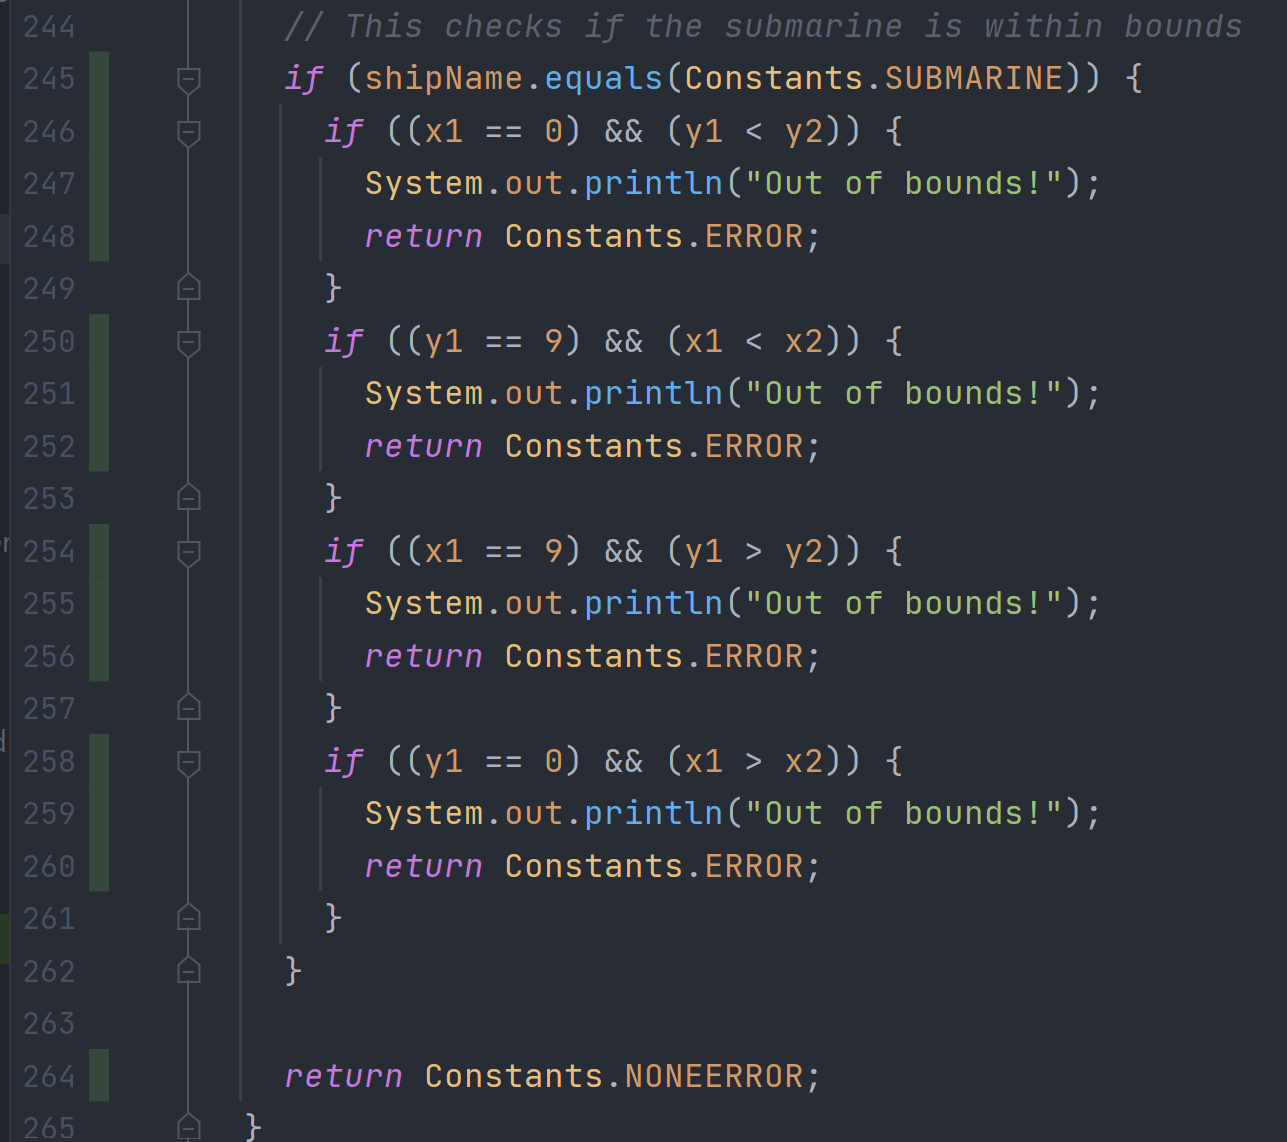 244 // This checks if the submarine is within bounds
245 if (shipName.equals(Constants.SUBMARINE)) {
246 if ((x1 == 0) && (y1 < y2)) {
247 System.out.println("Out of bounds!");
248 return Constants.ERROR;
249 }
250 if ((y1 == 9) && (x1 < x2)) {
251 System.out.println("Out of bounds!");
252 return Constants.ERROR;
253 }
254 if ((x1 == 9) && (y1 > y2)) {
255 System.out.println("Out of bounds!");
256 return Constants.ERROR;
257 }
258 if ((y1 == 0) && (x1 > x2)) {
259 System.out.println("Out of bounds!");
260 return Constants.ERROR;
261 }
262 }
263
264 return Constants.NONEERROR;
265 }